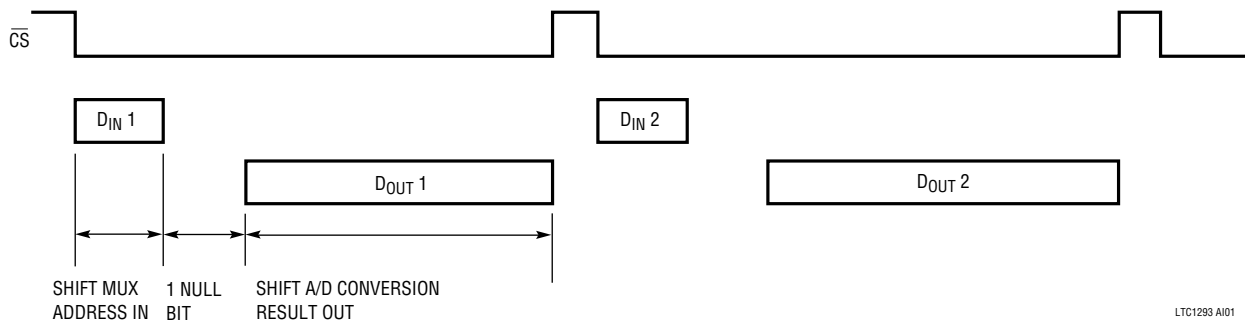 CS
DIN 1
DIN 2
DOUT 1
DOUT 2
SHIFT MUX
ADDRESS IN
1 NULL
BIT
SHIFT A/D CONVERSION
RESULT OUT
LTC1293 AI01